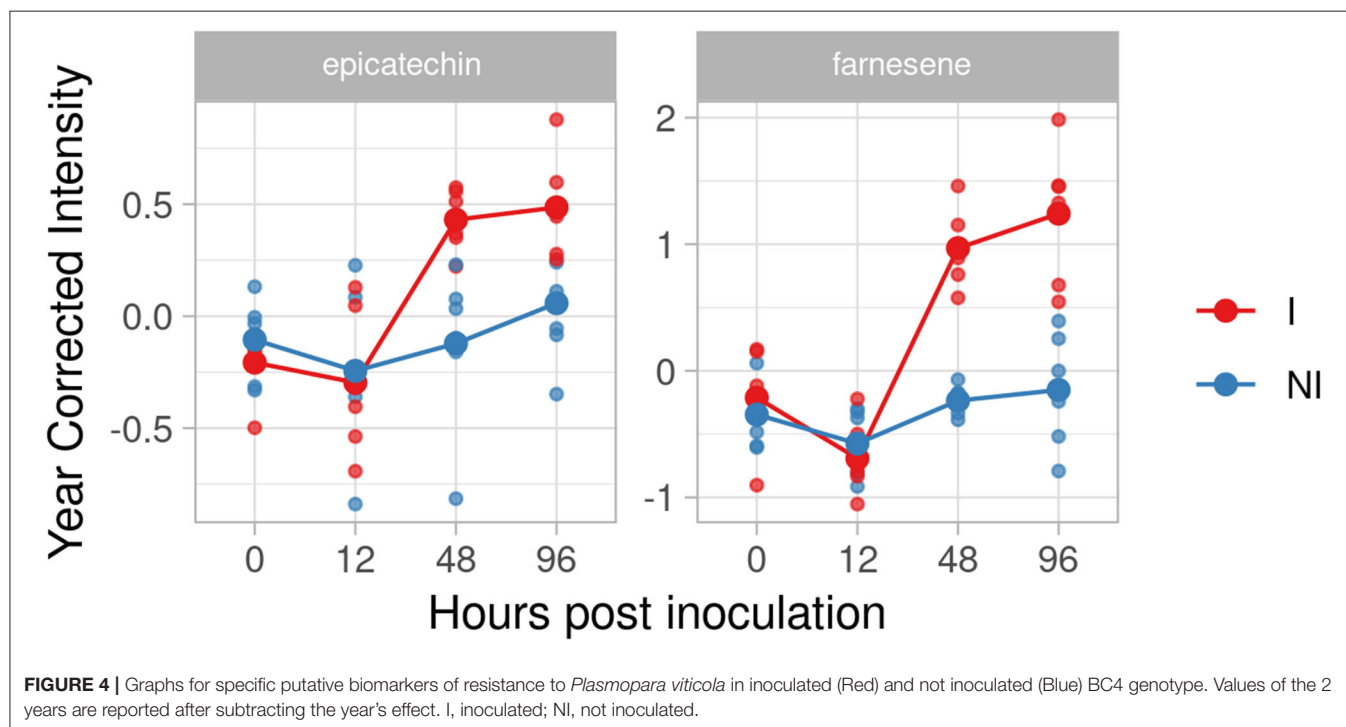 epicatechin
farnesene
Year Corrected Intensity
0.5
0.0
-0.5
2
1
0
-1
0 12 48 96
0 12 48 96
Hours post inoculation
I
NI
FIGURE 4 | Graphs for specific putative biomarkers of resistance to Plasmopara viticola in inoculated (Red) and not inoculated (Blue) BC4 genotype. Values of the 2
years are reported after subtracting the year's effect. I, inoculated; NI, not inoculated.